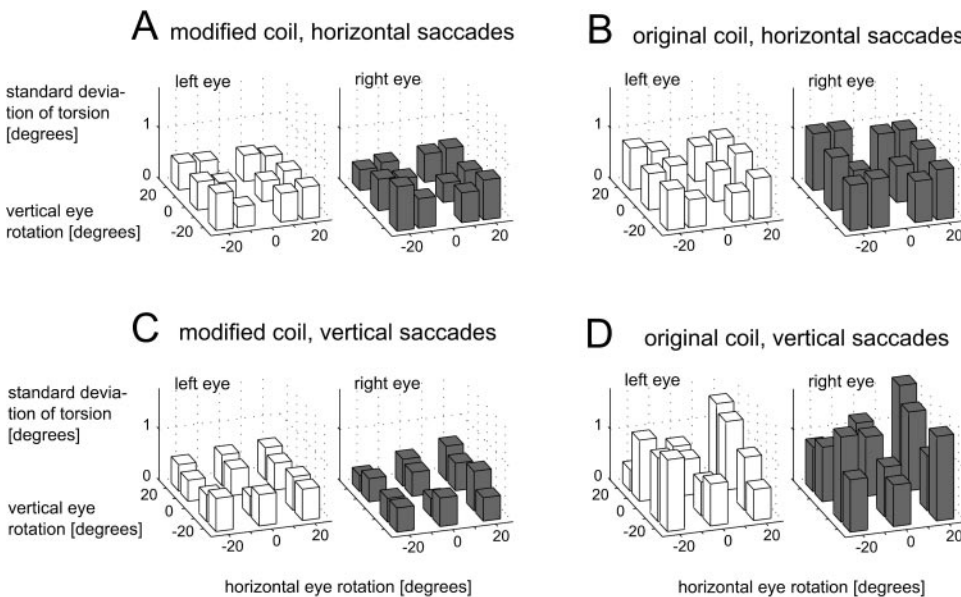 A modified coil, horizontal saccades
B original coil, horizontal saccades
standard devia-
tion of torsion
[degrees]
vertical eye
rotation [degrees]
left eye
1
0
20
0
-20
-20
0
20
right eye
-20
0
20
left eye
1
0
20
0
-20
-20
0
20
right eye
-20
0
20
C modified coil, vertical saccades
D original coil, vertical saccades
standard devia-
tion of torsion
[degrees]
vertical eye
rotation [degrees]
left eye
1
0
20
0
-20
-20
0
20
right eye
-20
0
20
left eye
1
0
20
0
-20
-20
0
20
right eye
-20
0
20
horizontal eye rotation [degrees]
horizontal eye rotation [degrees]